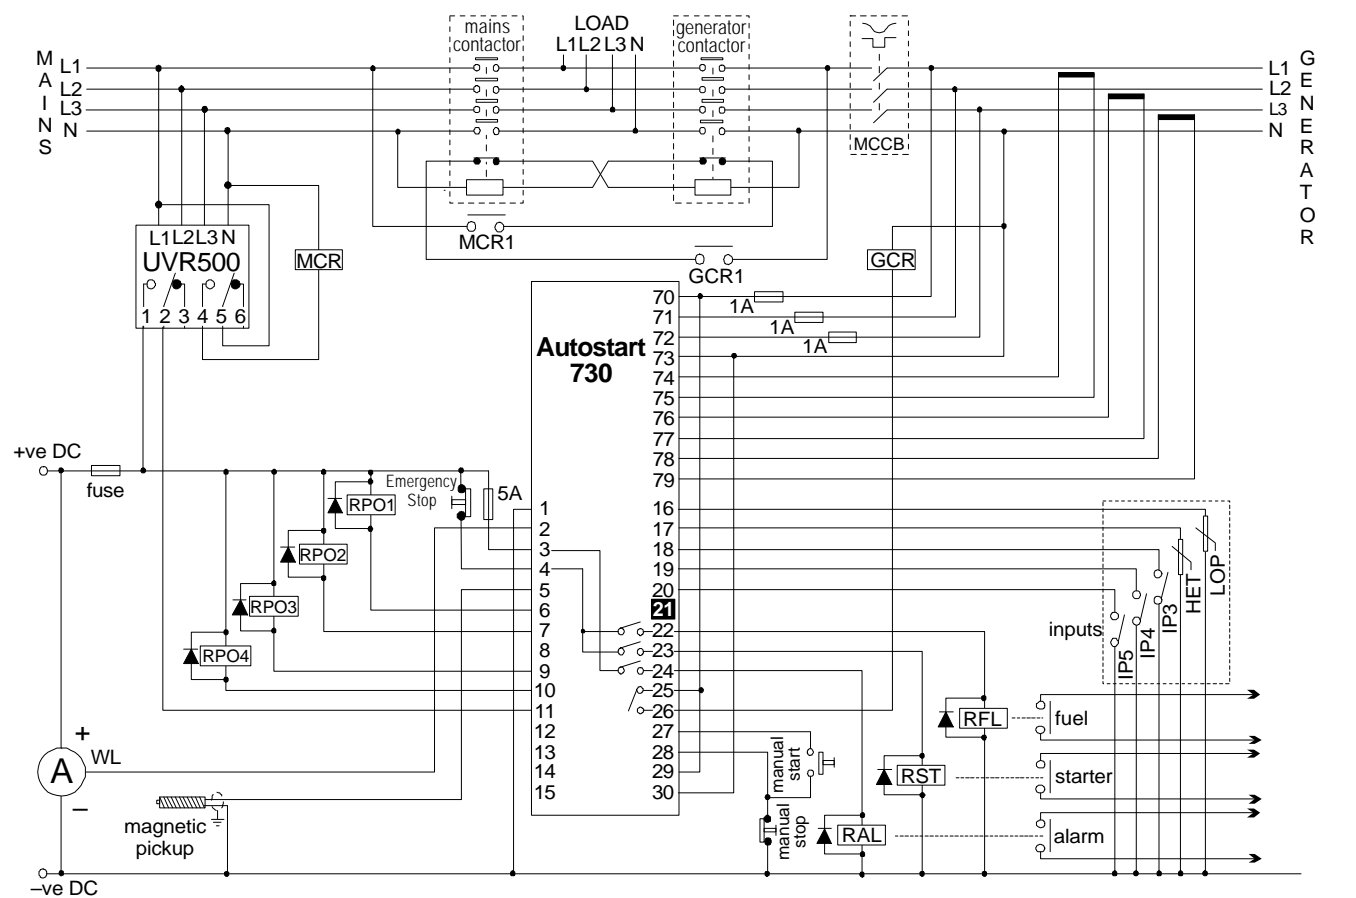 mains
contactor
LOAD
L1 L2 L3 N
generator
contactor
MCCB
MAINS
L1
L2
L3
N
GENERATOR
L1
L2
L3
N
MCR1
GCR1
L1 L2 L3 N
UVR500
1 2 3 4 5 6
MCR
GCR
Autostart
730
70
71
72
73
74
75
76
77
78
79
1A
1A
1A
+ve DC
fuse
RPO1
RPO2
RPO3
RPO4
Emergency
Stop
5A
1
2
3
4
5
6
7
8
9
10
11
12
13
14
15
16
17
18
19
20
21
22
23
24
25
26
27
28
29
30
inputs
IP5
IP4
IP3
HET
LOP
RFL
fuel
RST
starter
RAL
alarm
manual
start
manual
stop
+
A
WL
–
magnetic
pickup
–ve DC